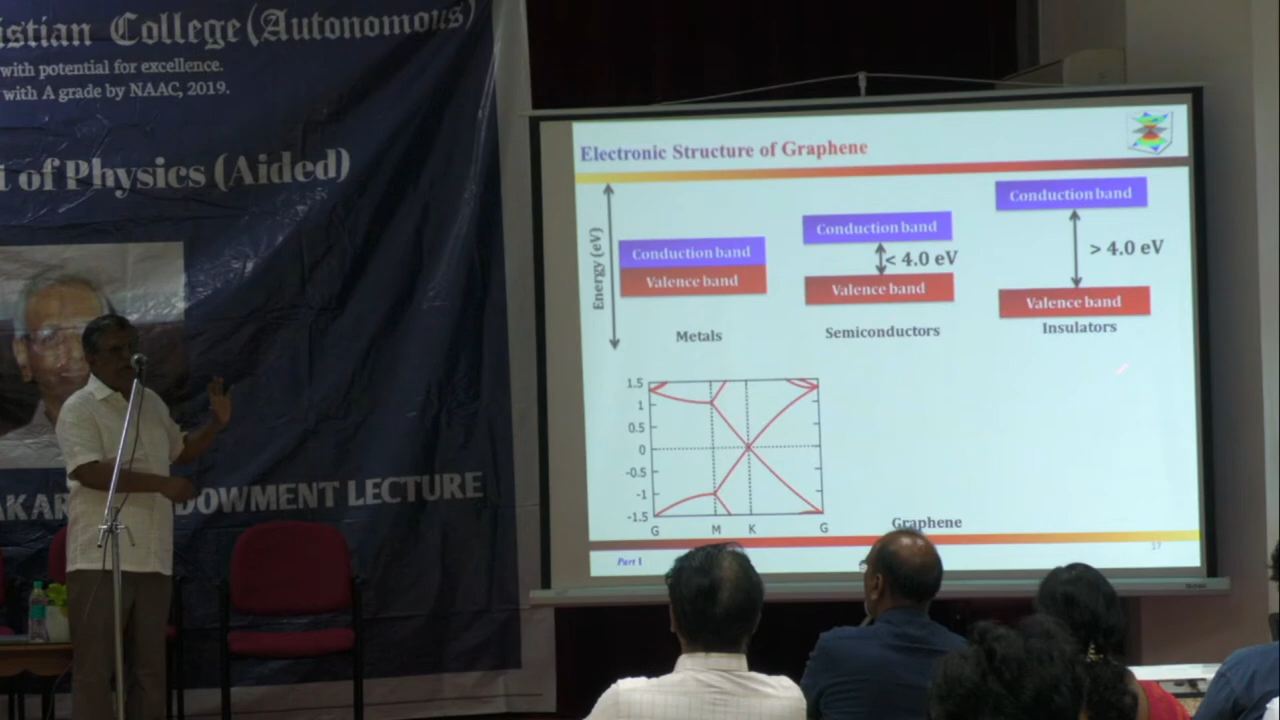 stian College (Autonomous)
with potential for excellence.
with A grade by NAAC, 2019.
t of Physics (Aided)
AKAR DOWMENT LECTURE
Electronic Structure of Graphene
Energy (eV)
Conduction band
Valence band
Metals
Conduction band
< 4.0 eV
Valence band
Semiconductors
Conduction band
> 4.0 eV
Valence band
Insulators
1.5
1
0.5
0
-0.5
-1
-1.5
G M K G
Graphene
Part I
17